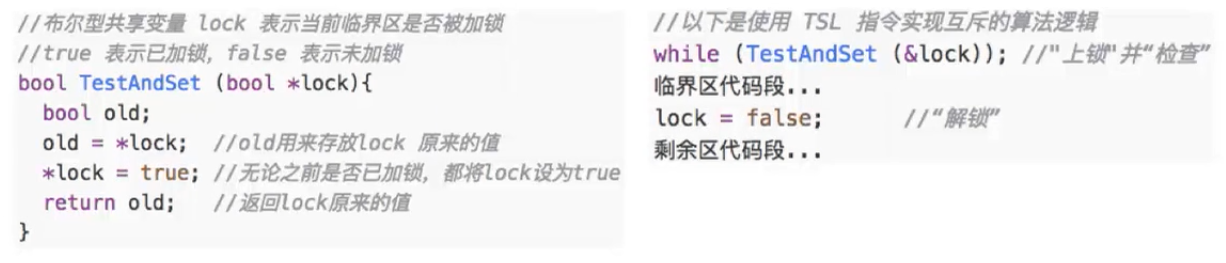 //布尔型共享变量 lock 表示当前临界区是否被加锁
//true 表示已加锁，false 表示未加锁
bool TestAndSet (bool *lock){
  bool old;
  old = *lock;  //old用来存放lock 原来的值
  *lock = true; //无论之前是否已加锁，都将lock设为true
  return old;   //返回lock原来的值
}
//以下是使用 TSL 指令实现互斥的算法逻辑
while (TestAndSet (&lock)); //"上锁"并“检查”
临界区代码段...
lock = false;       //“解锁”
剩余区代码段...